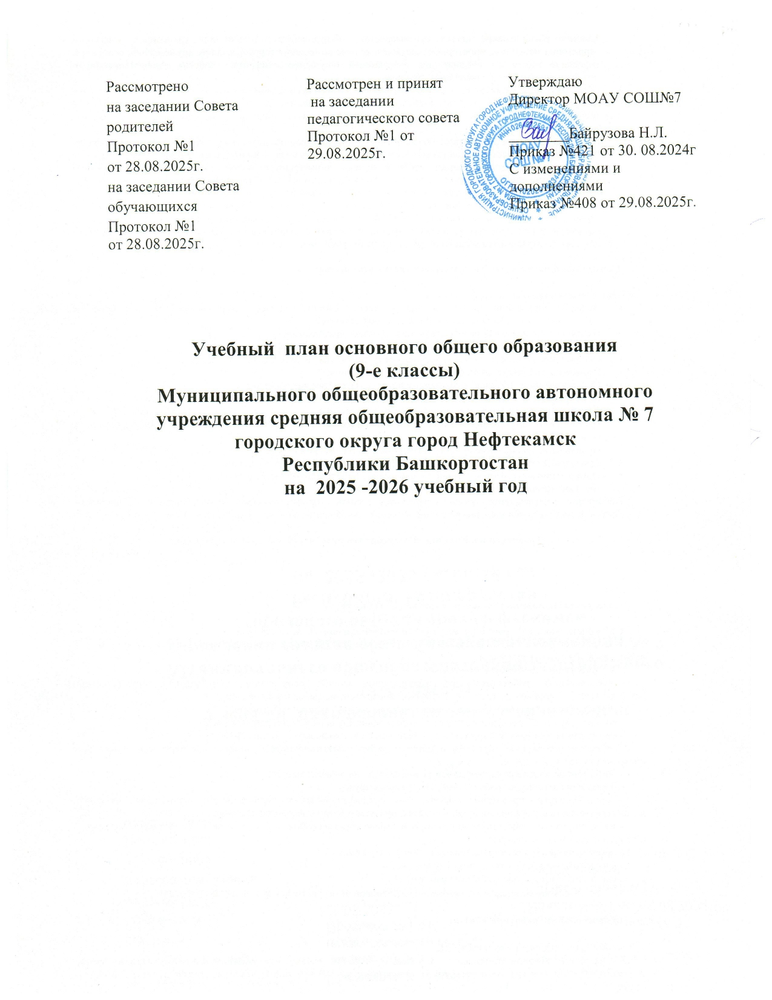 Рассмотрено
на заседании Совета
родителей
Протокол №1
от 28.08.2025г.
на заседании Совета
обучающихся
Протокол №1
от 28.08.2025г.
Рассмотрен и принят
на заседании
педагогического совета
Протокол №1 от
29.08.2025г.
Утверждаю
Директор МОАУ СОШ№7
________Байрузова Н.Л.
Приказ №421 от 30. 08.2024г
С изменениями и
дополнениями
Приказ №408 от 29.08.2025г.
МОАУ
СОШ №7
Учебный план основного общего образования
(9-е классы)
Муниципального общеобразовательного автономного
учреждения средняя общеобразовательная школа № 7
городского округа город Нефтекамск
Республики Башкортостан
на 2025 -2026 учебный год